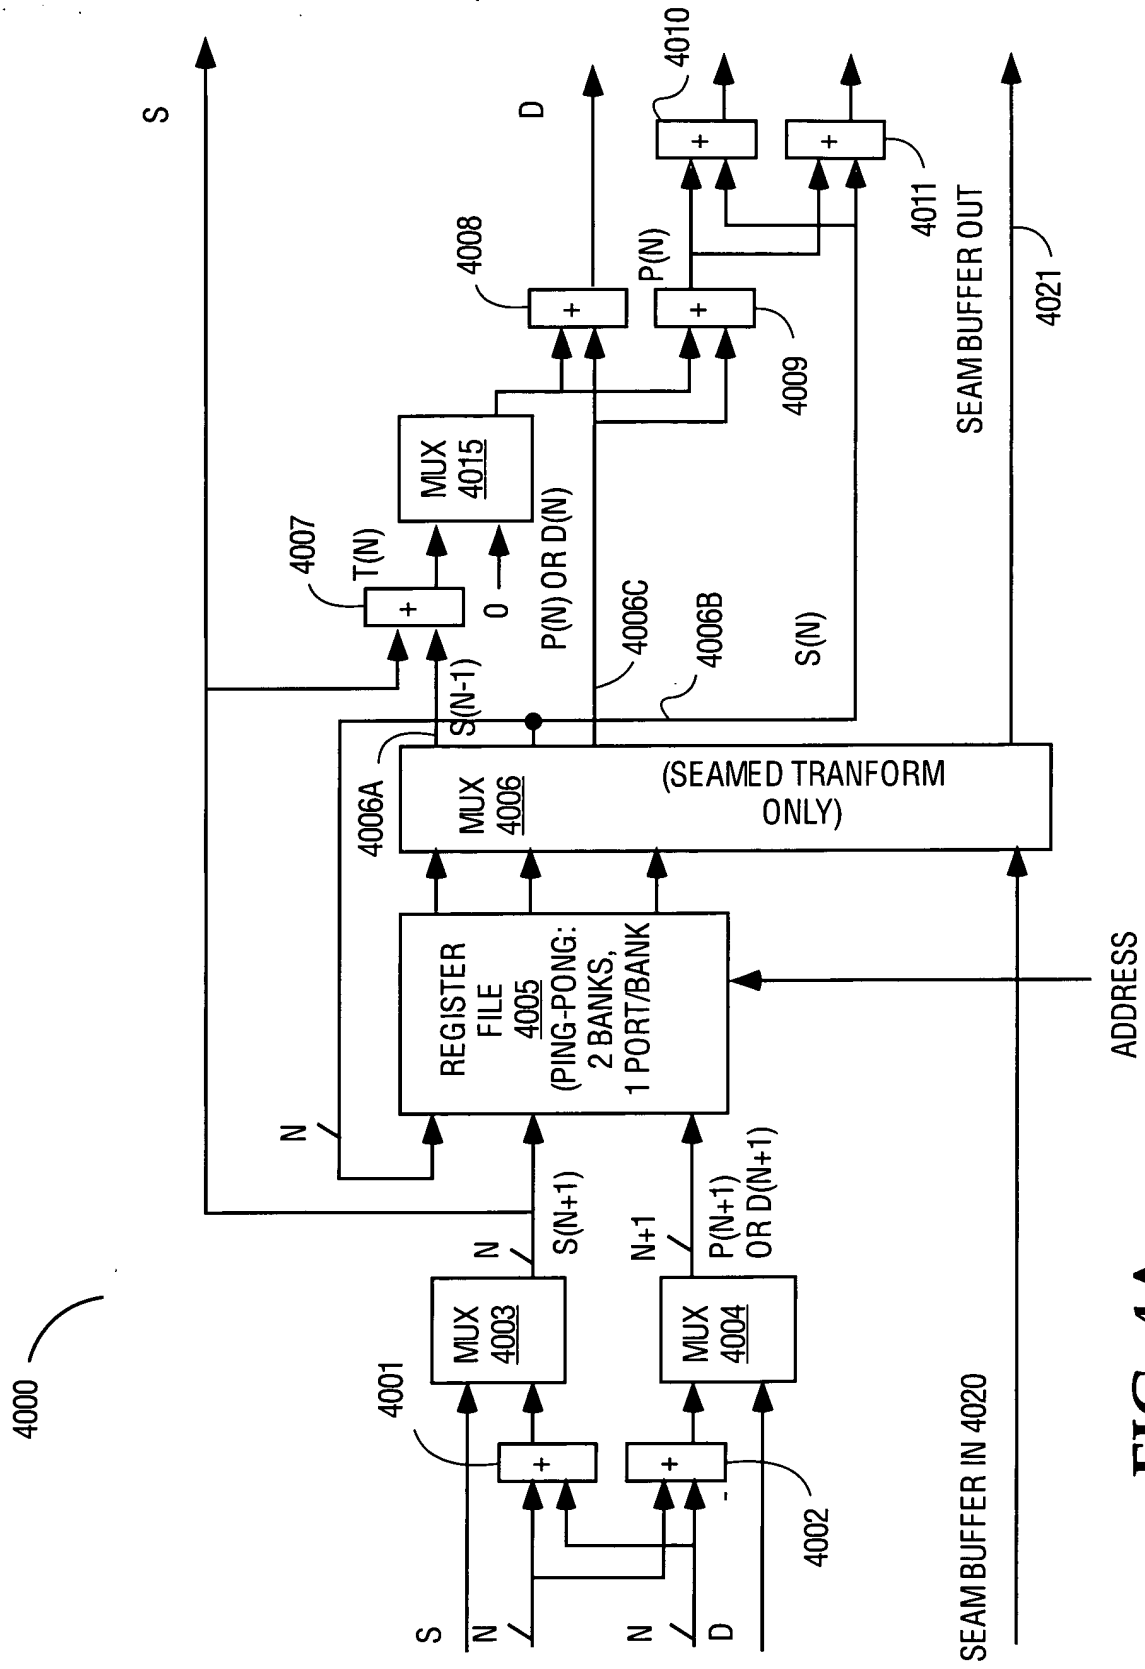 4000
S
N
N
D
SEAM BUFFER IN 4020
4001
+
+
-
4002
MUX
4003
MUX
4004
N
S(N+1)
N+1
P(N+1)
OR D(N+1)
N
REGISTER
FILE
4005
(PING-PONG:
2 BANKS,
1 PORT/BANK
ADDRESS
4006A
MUX
4006
(SEAMED TRANFORM
ONLY)
S(N-1)
4006C
4006B
S(N)
4007
+
T(N)
0
P(N) OR D(N)
MUX
4015
4008
+
P(N)
+
4009
S
D
4010
+
+
4011
SEAM BUFFER OUT
4021